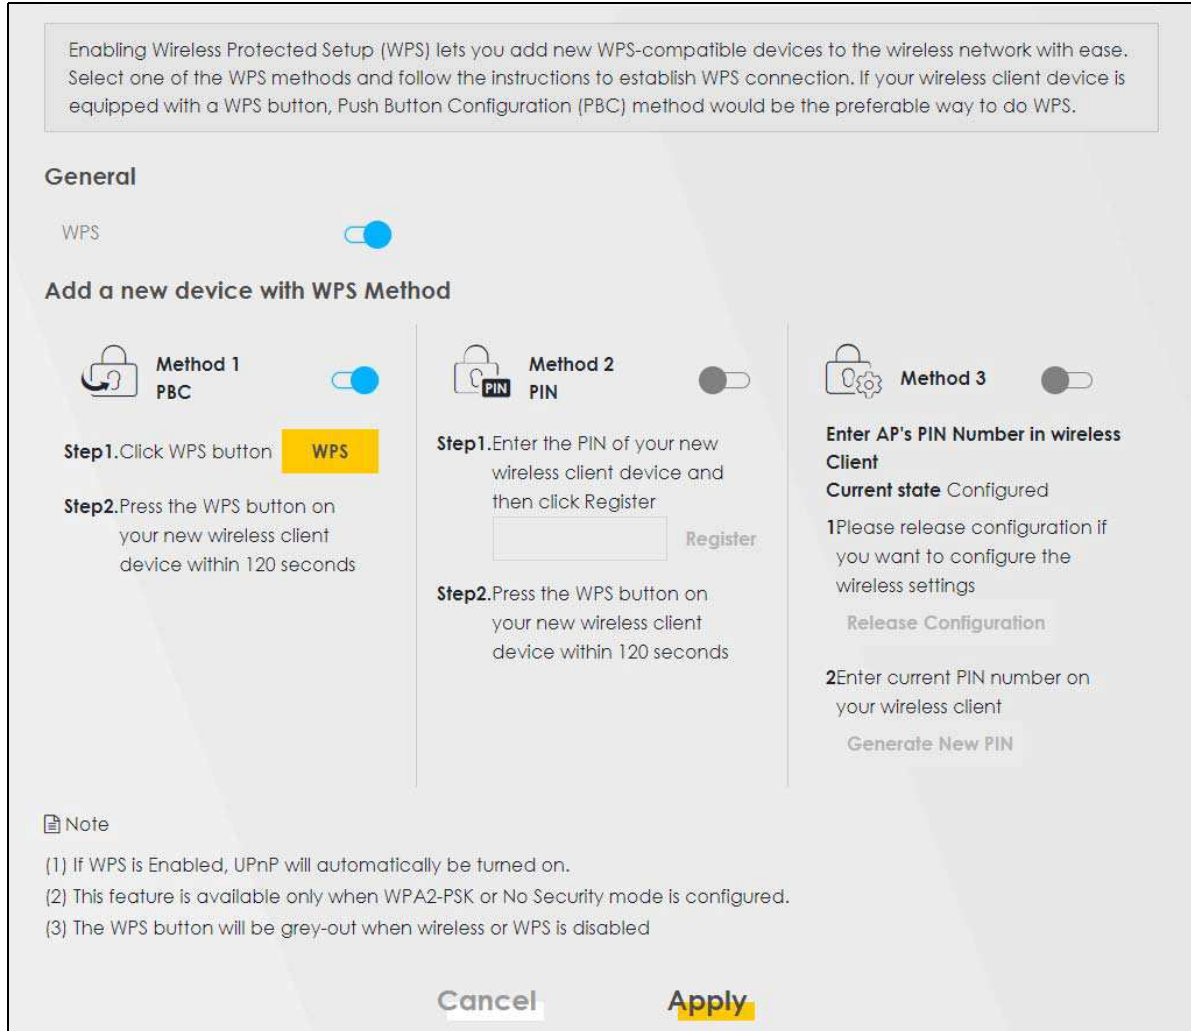 Enabling Wireless Protected Setup (WPS) lets you add new WPS-compatible devices to the wireless network with ease.
Select one of the WPS methods and follow the instructions to establish WPS connection. If your wireless client device is
equipped with a WPS button, Push Button Configuration (PBC) method would be the preferable way to do WPS.
General
WPS
Add a new device with WPS Method
Method 1
PBC
Step1.Click WPS button WPS
Step2.Press the WPS button on
your new wireless client
device within 120 seconds
PIN
Method 2
PIN
Step1.Enter the PIN of your new
wireless client device and
then click Register
Register
Step2.Press the WPS button on
your new wireless client
device within 120 seconds
Method 3
Enter AP's PIN Number in wireless
Client
Current state Configured
1Please release configuration if
you want to configure the
wireless settings
Release Configuration
2Enter current PIN number on
your wireless client
Generate New PIN
Note
(1) If WPS is Enabled, UPnP will automatically be turned on.
(2) This feature is available only when WPA2-PSK or No Security mode is configured.
(3) The WPS button will be grey-out when wireless or WPS is disabled
Cancel Apply